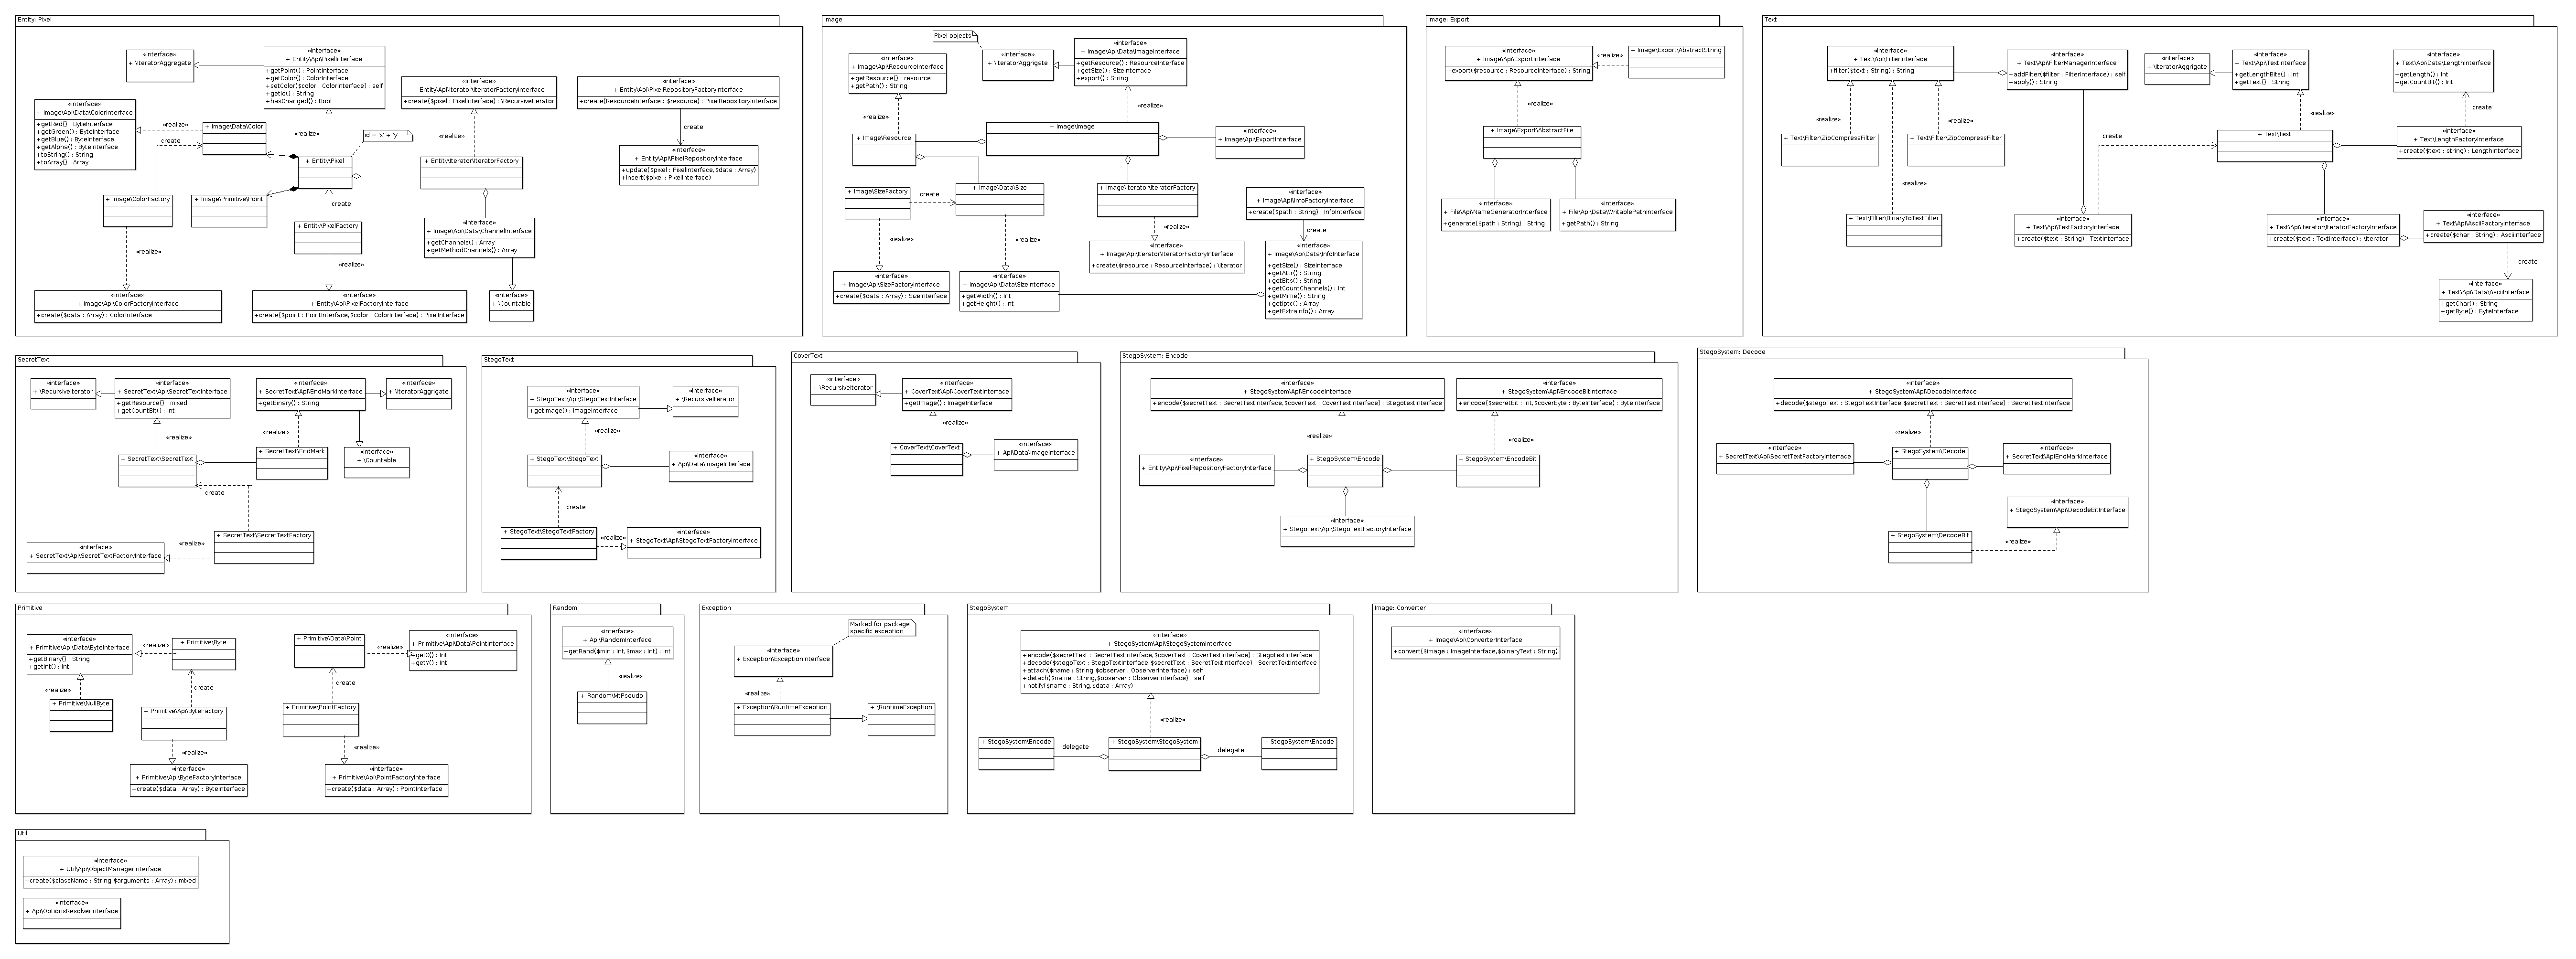 Entity: Pixel
«interface»
+ \IteratorAggregate
«interface»
+ Entity\Api\PixelInterface
+getPoint() : PointInterface
+getColor() : ColorInterface
+setColor($color : ColorInterface) : self
+getId() : String
+hasChanged() : Bool
«interface»
+ Entity\Api\Iterator\IteratorFactoryInterface
+create($pixel : PixelInterface) : \RecursiveIterator
«interface»
+ Entity\Api\PixelRepositoryFactoryInterface
+create(ResourceInterface : $resource) : PixelRepositoryInterface
«interface»
+ Image\Api\Data\ColorInterface
+getRed() : ByteInterface
+getGreen() : ByteInterface
+getBlue() : ByteInterface
+getAlpha() : ByteInterface
+toString() : String
+toArray() : Array
«realize»
+ Image\Data\Color
create
«realize»
id = 'x' + 'y'
«realize»
create
+ Entity\Pixel
+ Entity\Iterator\IteratorFactory
«interface»
+ Entity\Api\PixelRepositoryInterface
+update($pixel : PixelInterface, $data : Array)
+insert($pixel : PixelInterface)
+ Image\ColorFactory
+ Image\Primitive\Point
create
+ Entity\PixelFactory
«interface»
+ Image\Api\Data\ChannelInterface
+getChannels() : Array
+getMethodChannels() : Array
«realize»
«realize»
«interface»
+ Image\Api\ColorFactoryInterface
+create($data : Array) : ColorInterface
«interface»
+ Entity\Api\PixelFactoryInterface
+create($point : PointInterface, $color : ColorInterface) : PixelInterface
«interface»
+ \Countable
Image
Pixel objects
«interface»
+ Image\Api\ResourceInterface
+getResource() : resource
+getPath() : String
«interface»
+ \IteratorAggregate
«interface»
+ Image\Api\Data\ImageInterface
+getResource() : ResourceInterface
+getSize() : SizeInterface
+export() : String
«realize»
«realize»
+ Image\Resource
+ Image\Image
«interface»
+ Image\Api\ExportInterface
+ Image\SizeFactory
create
+ Image\Data\Size
+ Image\Iterator\IteratorFactory
«interface»
+ Image\Api\InfoFactoryInterface
+create($path : String) : InfoInterface
«realize»
«realize»
«realize»
create
«interface»
+ Image\Api\Iterator\IteratorFactoryInterface
+create($resource : ResourceInterface) : \Iterator
«interface»
+ Image\Api\SizeFactoryInterface
+create($data : Array) : SizeInterface
«interface»
+ Image\Api\Data\SizeInterface
+getWidth() : Int
+getHeight() : Int
«interface»
+ Image\Api\Data\InfoInterface
+getSize() : SizeInterface
+getAttr() : String
+getBits() : String
+getCountChannels() : Int
+getMime() : String
+getIptc() : Array
+getExtraInfo() : Array
Image: Export
«interface»
+ Image\Api\ExportInterface
+export($resource : ResourceInterface) : String
«realize»
+ Image\Export\AbstractString
«realize»
+ Image\Export\AbstractFile
«interface»
+ File\Api\NameGeneratorInterface
+generate($path : String) : String
«interface»
+ File\Api\Data\WritablePathInterface
+getPath() : String
Text
«interface»
+ Text\Api\FilterInterface
+filter($text : String) : String
«interface»
+ Text\Api\FilterManagerInterface
+addFilter($filter : FilterInterface) : self
+apply() : String
«interface»
+ \IteratorAggregate
«interface»
+ Text\Api\TextInterface
+getLengthBits() : Int
+getText() : String
«interface»
+ Text\Api\Data\LengthInterface
+getLength() : Int
+getCountBit() : Int
«realize»
«realize»
«realize»
create
+ Text\Filter\ZipCompressFilter
+ Text\Filter\ZipCompressFilter
create
+ Text\Text
«interface»
+ Text\LengthFactoryInterface
+create($text : string) : LengthInterface
«realize»
+ Text\Filter\BinaryToTextFilter
«interface»
+ Text\Api\TextFactoryInterface
+create($text : String) : TextInterface
«interface»
+ Text\Api\Iterator\IteratorFactoryInterface
+create($text : TextInterface) : \Iterator
«interface»
+ Text\Api\AsciiFactoryInterface
+create($char : String) : AsciiInterface
create
«interface»
+ Text\Api\Data\AsciiInterface
+getChar() : String
+getByte() : ByteInterface
SecretText
«interface»
+ \RecursiveIterator
«interface»
+ SecretText\Api\SecretTextInterface
+getResource() : mixed
+getCountBit() : int
«interface»
+ SecretText\Api\EndMarkInterface
+getBinary() : String
«interface»
+ \IteratorAggregate
«realize»
«realize»
+ SecretText\SecretText
+ SecretText\EndMark
«interface»
+ \Countable
create
+ SecretText\SecretTextFactory
«realize»
«interface»
+ SecretText\Api\SecretTextFactoryInterface
StegoText
«interface»
+ StegoText\Api\StegoTextInterface
+getImage() : ImageInterface
«interface»
+ \RecursiveIterator
«realize»
+ StegoText\StegoText
«interface»
+ Api\Data\ImageInterface
create
+ StegoText\StegoTextFactory
«realize»
«interface»
+ StegoText\Api\StegoTextFactoryInterface
CoverText
«interface»
+ \RecursiveIterator
«interface»
+ CoverText\Api\CoverTextInterface
+getImage() : ImageInterface
«realize»
+ CoverText\CoverText
«interface»
+ Api\Data\ImageInterface
StegoSystem: Encode
«interface»
+ StegoSystem\Api\EncodeInterface
+encode($secretText : SecretTextInterface, $coverText : CoverTextInterface) : StegotextInterface
«interface»
+ StegoSystem\Api\EncodeBitInterface
+encode($secretBit : Int, $coverByte : ByteInterface) : ByteInterface
«realize»
«realize»
«interface»
+ Entity\Api\PixelRepositoryFactoryInterface
+ StegoSystem\Encode
+ StegoSystem\EncodeBit
«interface»
+ StegoText\Api\StegoTextFactoryInterface
StegoSystem: Decode
«interface»
+ StegoSystem\Api\DecodeInterface
+decode($stegoText : StegoTextInterface, $secretText : SecretTextInterface) : SecretTextInterface
«realize»
«interface»
+ SecretText\Api\SecretTextFactoryInterface
+ StegoSystem\Decode
«interface»
+ SecretText\ApiEndMarkInterface
«interface»
+ StegoSystem\Api\DecodeBitInterface
+ StegoSystem\DecodeBit
«realize»
Primitive
«interface»
+ Primitive\Api\Data\ByteInterface
+getBinary() : String
+getInt() : Int
«realize»
+ Primitive\Byte
+ Primitive\Data\Point
«realize»
«interface»
+ Primitive\Api\Data\PointInterface
+getX() : Int
+getY() : Int
«realize»
create
create
+ Primitive\NullByte
+ Primitive\Api\ByteFactory
+ Primitive\PointFactory
«realize»
«realize»
«interface»
+ Primitive\Api\ByteFactoryInterface
+create($data : Array) : ByteInterface
«interface»
+ Primitive\Api\PointFactoryInterface
+create($data : Array) : PointInterface
Random
«interface»
+ Api\RandomInterface
+getRand($min : Int, $max : Int) : Int
«realize»
+ Random\MtPseudo
Exception
Marked for package
specific exception
«interface»
+ Exception\ExceptionInterface
«realize»
+ Exception\RuntimeException
+ \RuntimeException
StegoSystem
«interface»
+ StegoSystem\Api\StegoSystemInterface
+encode($secretText : SecretTextInterface, $coverText : CoverTextInterface) : StegotextInterface
+decode($stegoText : StegoTextInterface, $secretText : SecretTextInterface) : SecretTextInterface
+attach($name : String, $observer : ObserverInterface) : self
+detach($name : String, $observer : ObserverInterface) : self
+notify($name : String, $data : Array)
«realize»
+ StegoSystem\Encode
delegate
+ StegoSystem\StegoSystem
delegate
+ StegoSystem\Encode
Image: Converter
«interface»
+ Image\Api\ConverterInterface
+convert($image : ImageInterface, $binaryText : String)
Util
«interface»
+ Util\Api\ObjectManagerInterface
+create($className : String, $arguments : Array) : mixed
«interface»
+ Api\OptionsResolverInterface